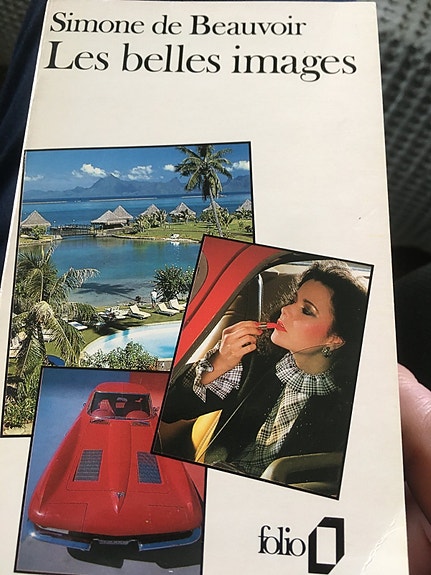 Simone de Beauvoir
Les belles images
folio